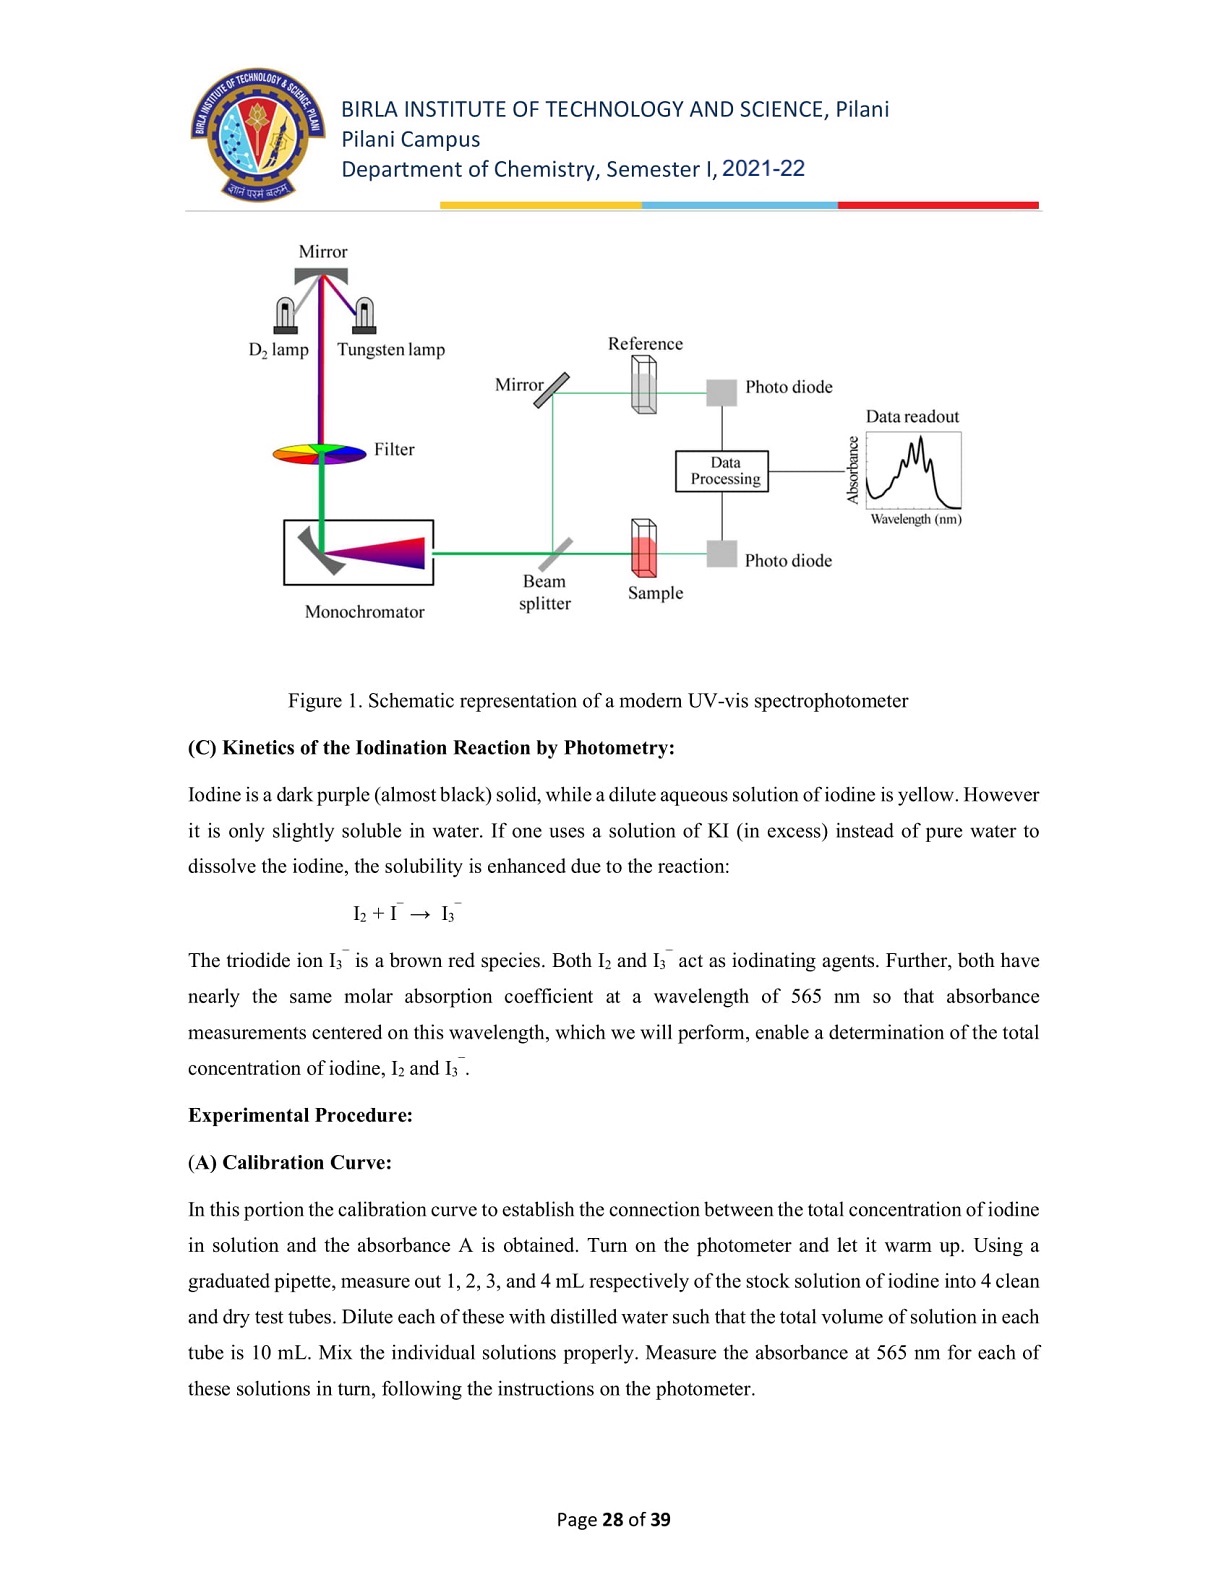 BIRLA INSTITUTE OF TECHNOLOGY & SCIENCE, PILANI
ज्ञानं परमं बलम्
BIRLA INSTITUTE OF TECHNOLOGY AND SCIENCE, Pilani
Pilani Campus
Department of Chemistry, Semester I, 2021-22
Mirror
D₂ lamp
Tungsten lamp
Reference
Mirror
Photo diode
Data readout
Filter
Data
Processing
Absorbance
Wavelength (nm)
Photo diode
Beam
splitter
Sample
Monochromator
Figure 1. Schematic representation of a modern UV-vis spectrophotometer
(C) Kinetics of the Iodination Reaction by Photometry:
Iodine is a dark purple (almost black) solid, while a dilute aqueous solution of iodine is yellow. However
it is only slightly soluble in water. If one uses a solution of KI (in excess) instead of pure water to
dissolve the iodine, the solubility is enhanced due to the reaction:
I₂ + I⁻ → I₃⁻
The triodide ion I₃⁻ is a brown red species. Both I₂ and I₃⁻ act as iodinating agents. Further, both have
nearly the same molar absorption coefficient at a wavelength of 565 nm so that absorbance
measurements centered on this wavelength, which we will perform, enable a determination of the total
concentration of iodine, I₂ and I₃⁻.
Experimental Procedure:
(A) Calibration Curve:
In this portion the calibration curve to establish the connection between the total concentration of iodine
in solution and the absorbance A is obtained. Turn on the photometer and let it warm up. Using a
graduated pipette, measure out 1, 2, 3, and 4 mL respectively of the stock solution of iodine into 4 clean
and dry test tubes. Dilute each of these with distilled water such that the total volume of solution in each
tube is 10 mL. Mix the individual solutions properly. Measure the absorbance at 565 nm for each of
these solutions in turn, following the instructions on the photometer.
Page 28 of 39